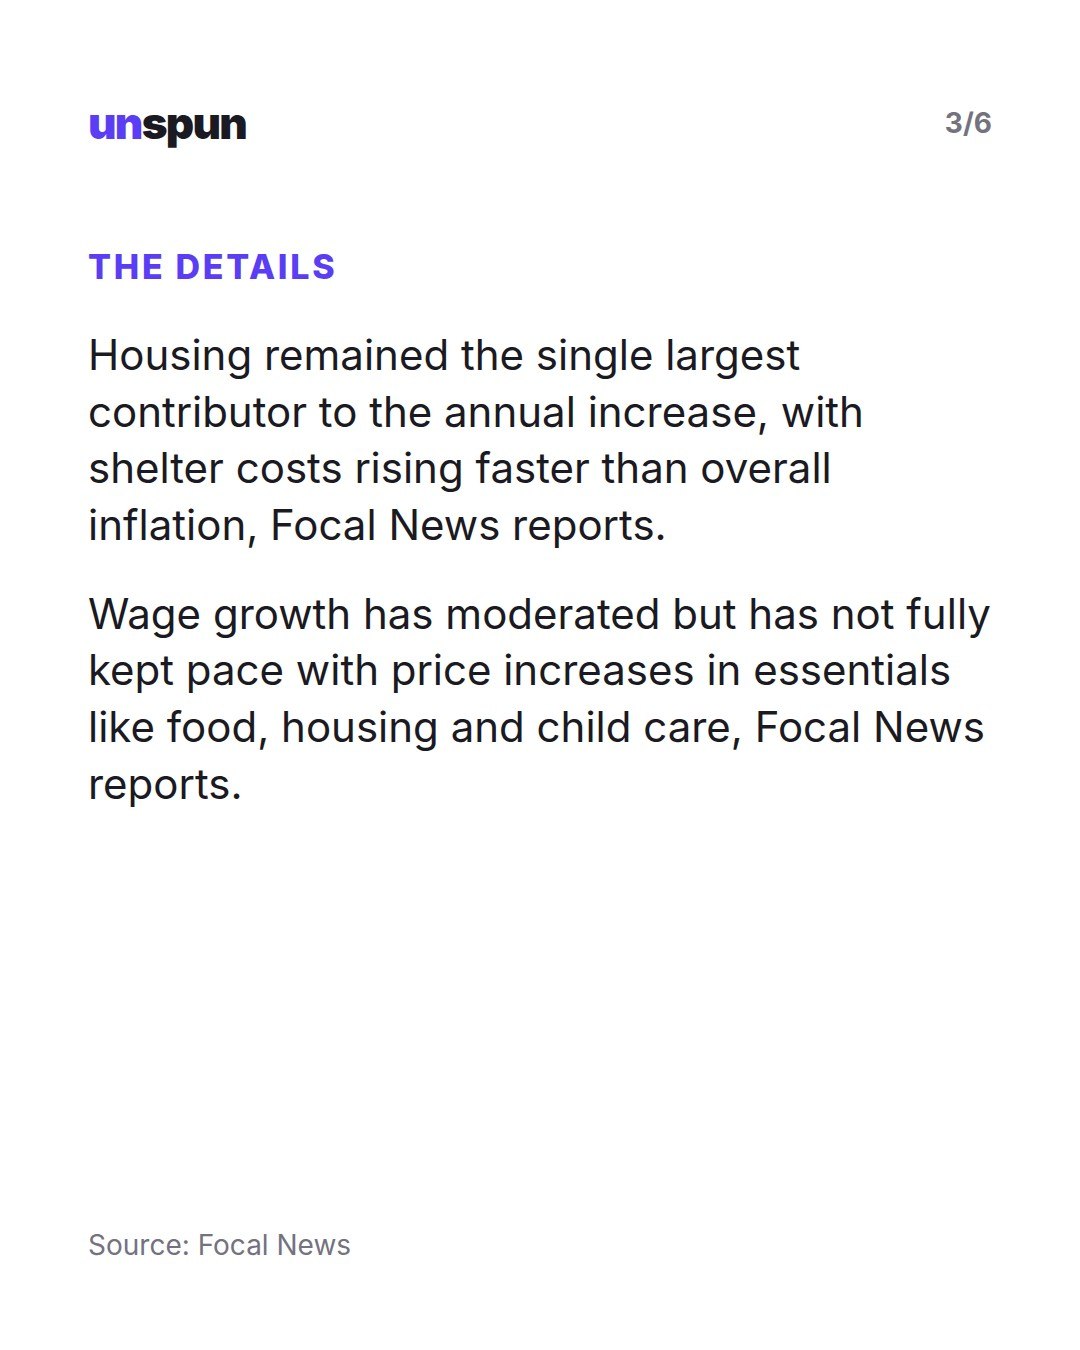 unspun
3/6
THE DETAILS
Housing remained the single largest
contributor to the annual increase, with
shelter costs rising faster than overall
inflation, Focal News reports.
Wage growth has moderated but has not fully
kept pace with price increases in essentials
like food, housing and child care, Focal News
reports.
Source: Focal News